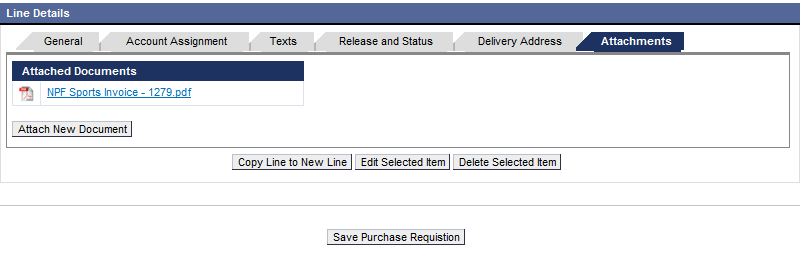 Line Details
General Account Assignment Texts Release and Status Delivery Address Attachments
Attached Documents
NPF Sports Invoice - 1279.pdf
Attach New Document
Copy Line to New Line Edit Selected Item Delete Selected Item
Save Purchase Requistion